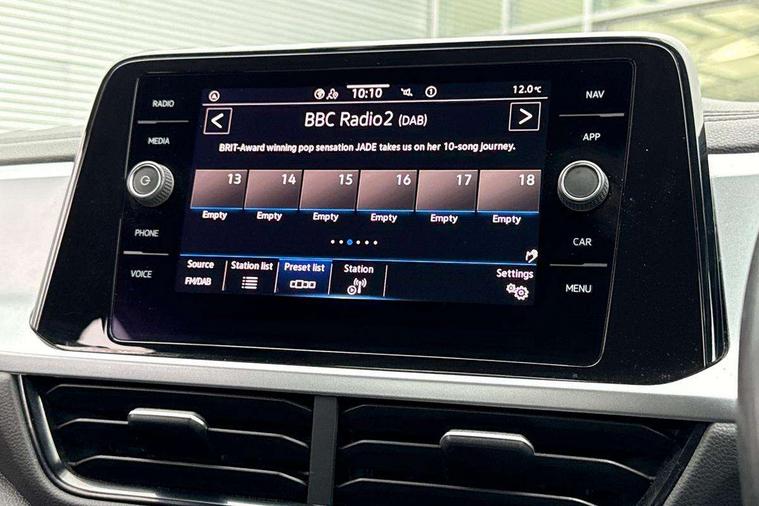 RADIO
MEDIA
PHONE
VOICE
10:10
12.0°C
BBC Radio2 (DAB)
BRIT-Award winning pop sensation JADE takes us on her 10-song journey.
13 14 15 16 17 18
Empty Empty Empty Empty Empty Empty
Source Station list Preset list Station Settings
FM/DAB
NAV
APP
CAR
MENU